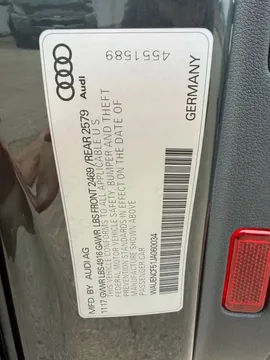 MFD. BY AUDI AG
11 17 GVWR LBS 4916 GAWR LBS FRONT 2469 / REAR 2579
THIS VEHICLE CONFORMS TO ALL APPLICABLE U.S.
FEDERAL MOTOR VEHICLE SAFETY, BUMPER AND THEFT
PREVENTION STANDARDS IN EFFECT ON THE DATE OF
MANUFACTURE SHOWN ABOVE
PASSENGER CAR
WAUENCF51JA060034
Audi
4551589
GERMANY